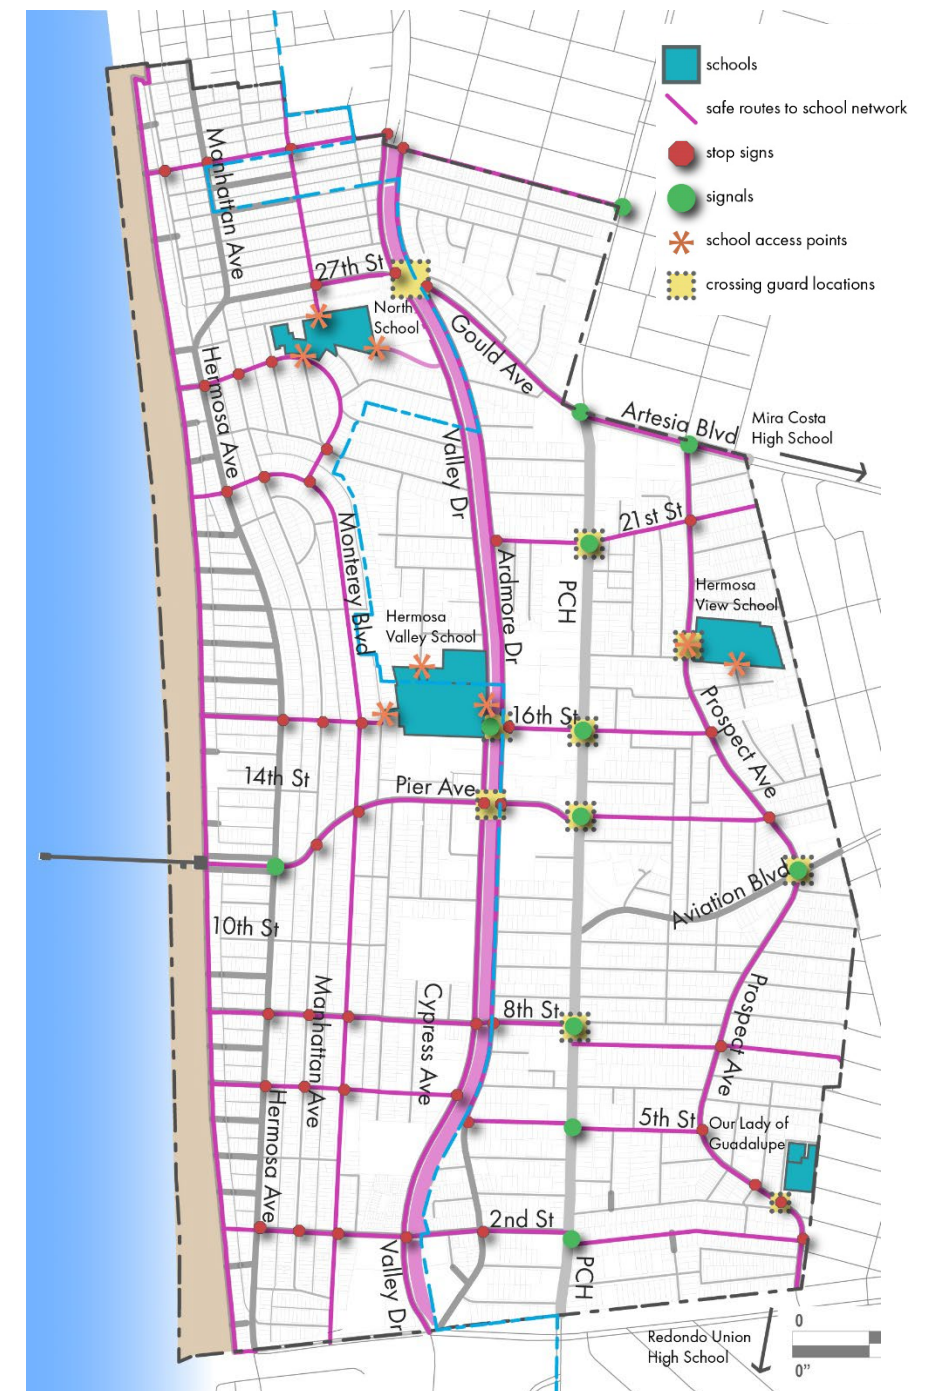 schools
safe routes to school network
stop signs
signals
school access points
crossing guard locations
Manhattan Ave
27th St
North
School
Gould Ave
Hermosa Ave
Artesia Blvd
Mira Costa
High School
Valley Dr
21st St
Monterey Blvd
Ardmore Dr
PCH
Hermosa
View School
Hermosa
Valley School
16th St
Prospect Ave
14th St
Pier Ave
Aviation Blvd
10th St
Manhattan Ave
Cypress Ave
8th St
Prospect Ave
Hermosa Ave
5th St
Our Lady of
Guadalupe
2nd St
Valley Dr
PCH
Redondo Union
High School
0
0"